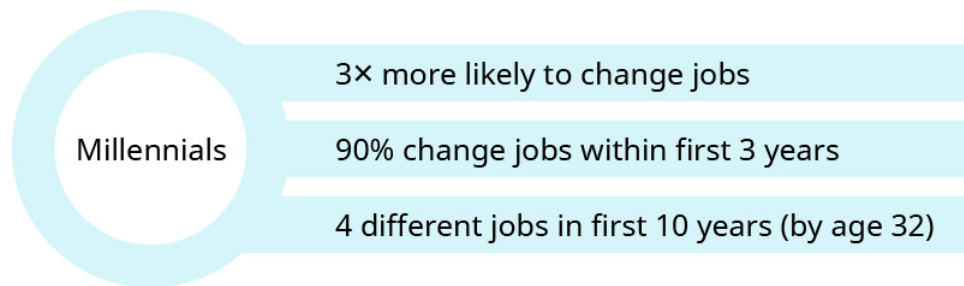 Millennials
3× more likely to change jobs
90% change jobs within first 3 years
4 different jobs in first 10 years (by age 32)